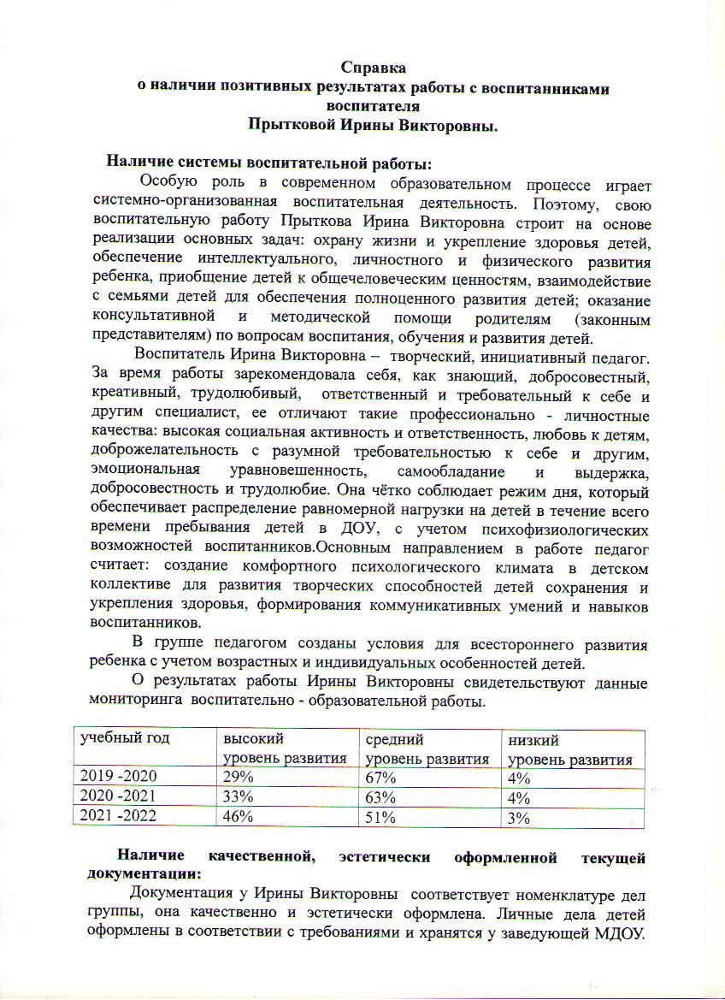 Справка
о наличии позитивных результатах работы с воспитанниками
воспитателя
Прытковой Ирины Викторовны.
Наличие системы воспитательной работы:
Особую роль в современном образовательном процессе играет
системно-организованная воспитательная деятельность. Поэтому, свою
воспитательную работу Прыткова Ирина Викторовна строит на основе
реализации основных задач: охрану жизни и укрепление здоровья детей,
обеспечение интеллектуального, личностного и физического развития
ребенка, приобщение детей к общечеловеческим ценностям, взаимодействие
с семьями детей для обеспечения полноценного развития детей; оказание
консультативной и методической помощи родителям (законным
представителям) по вопросам воспитания, обучения и развития детей.
Воспитатель Ирина Викторовна – творческий, инициативный педагог.
За время работы зарекомендовала себя, как знающий, добросовестный,
креативный, трудолюбивый, ответственный и требовательный к себе и
другим специалист, ее отличают такие профессионально - личностные
качества: высокая социальная активность и ответственность, любовь к детям,
доброжелательность с разумной требовательностью к себе и другим,
эмоциональная уравновешенность, самообладание и выдержка,
добросовестность и трудолюбие. Она чётко соблюдает режим дня, который
обеспечивает распределение равномерной нагрузки на детей в течение всего
времени пребывания детей в ДОУ, с учетом психофизиологических
возможностей воспитанников.Основным направлением в работе педагог
считает: создание комфортного психологического климата в детском
коллективе для развития творческих способностей детей сохранения и
укрепления здоровья, формирования коммуникативных умений и навыков
воспитанников.
В группе педагогом созданы условия для всестороннего развития
ребенка с учетом возрастных и индивидуальных особенностей детей.
О результатах работы Ирины Викторовны свидетельствуют данные
мониторинга воспитательно - образовательной работы.
учебный год высокий средний низкий
уровень развития уровень развития уровень развития
2019 -2020 29% 67% 4%
2020 -2021 33% 63% 4%
2021 -2022 46% 51% 3%
Наличие качественной, эстетически оформленной текущей
документации:
Документация у Ирины Викторовны соответствует номенклатуре дел
группы, она качественно и эстетически оформлена. Личные дела детей
оформлены в соответствии с требованиями и хранятся у заведующей МДОУ.